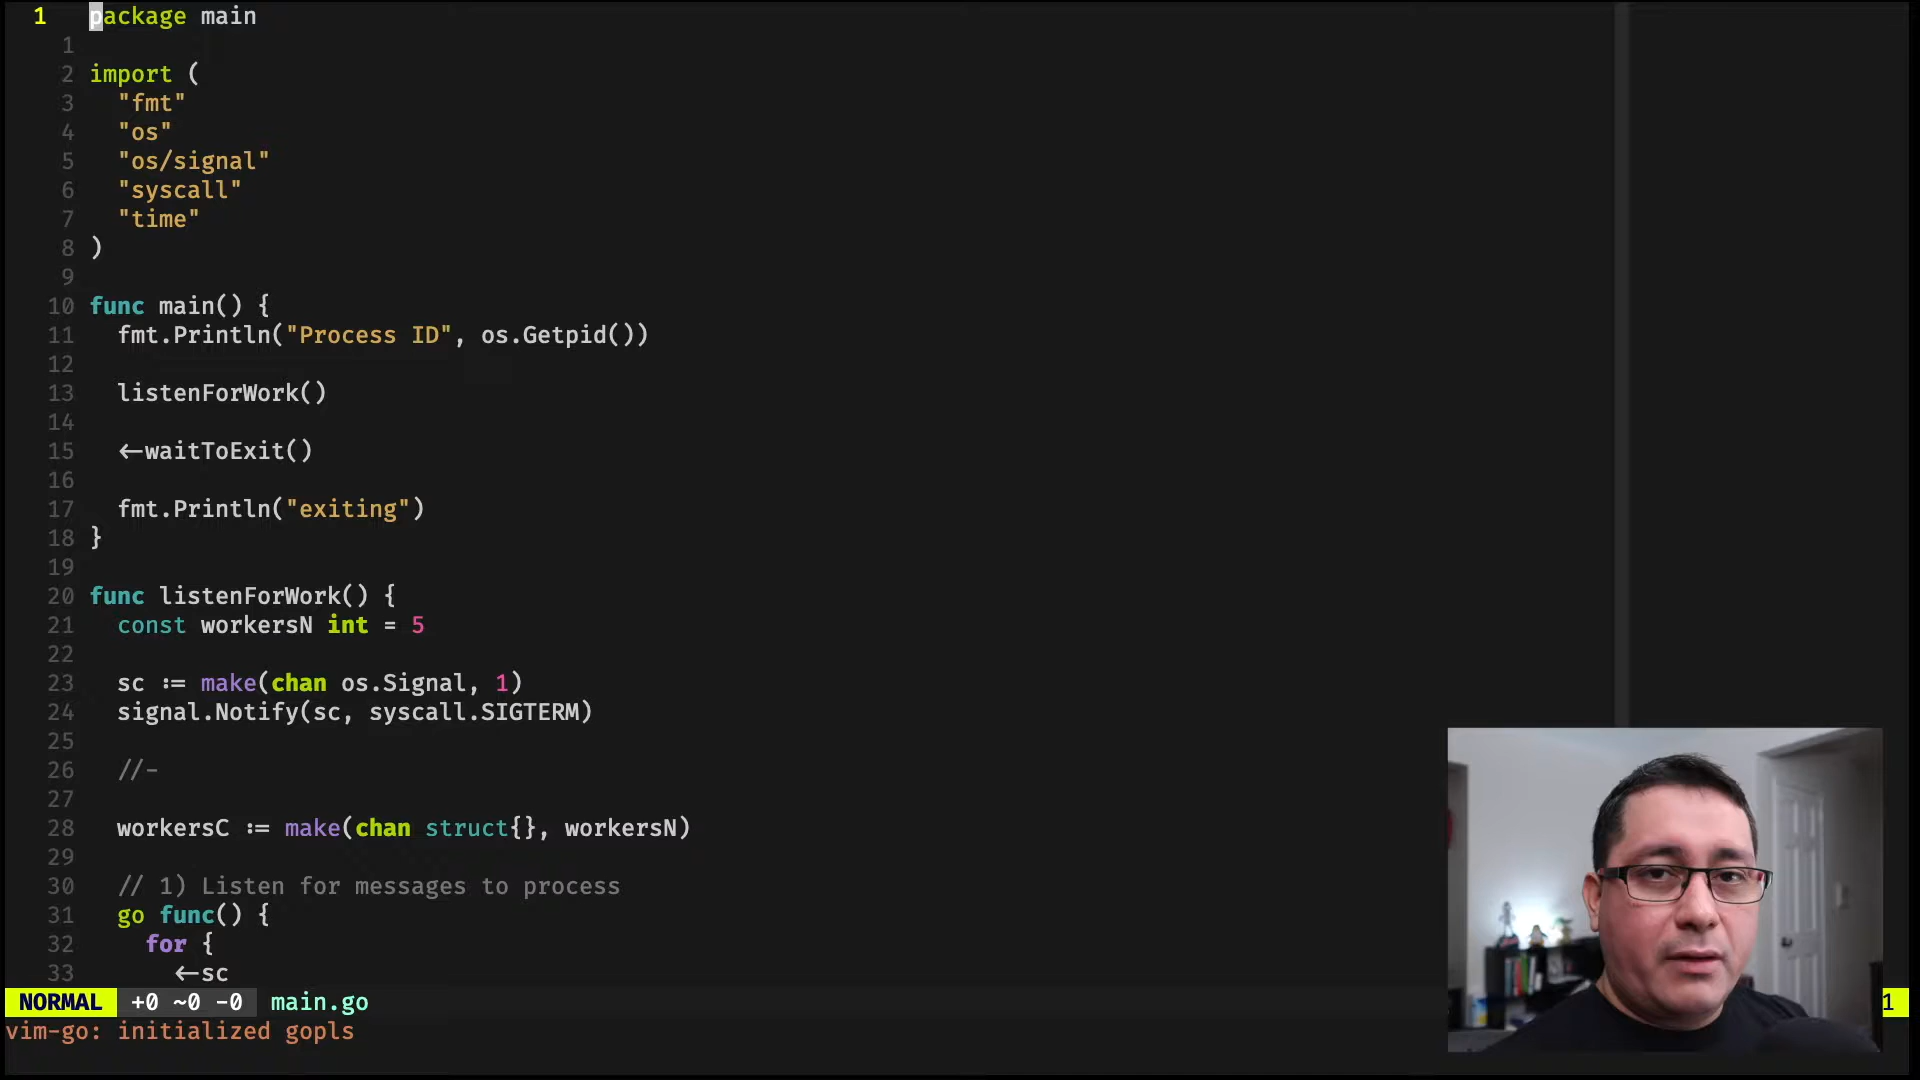 1 package main
1
2 import (
3 "fmt"
4 "os"
5 "os/signal"
6 "syscall"
7 "time"
8 )
9
10 func main() {
11 fmt.Println("Process ID", os.Getpid())
12
13 listenForWork()
14
15 <-waitToExit()
16
17 fmt.Println("exiting")
18 }
19
20 func listenForWork() {
21 const workersN int = 5
22
23 sc := make(chan os.Signal, 1)
24 signal.Notify(sc, syscall.SIGTERM)
25
26 //-
27
28 workersC := make(chan struct{}, workersN)
29
30 // 1) Listen for messages to process
31 go func() {
32 for {
33 <-sc
NORMAL +0 ~0 -0 main.go 1
vim-go: initialized gopls